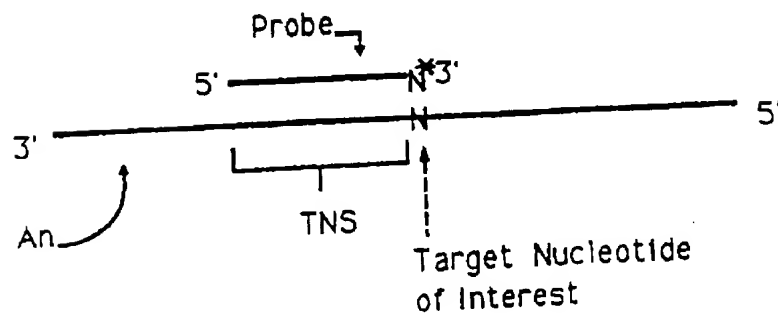 Probe
5' N*3'
3' N 5'
An TNS
Target Nucleotide
of Interest